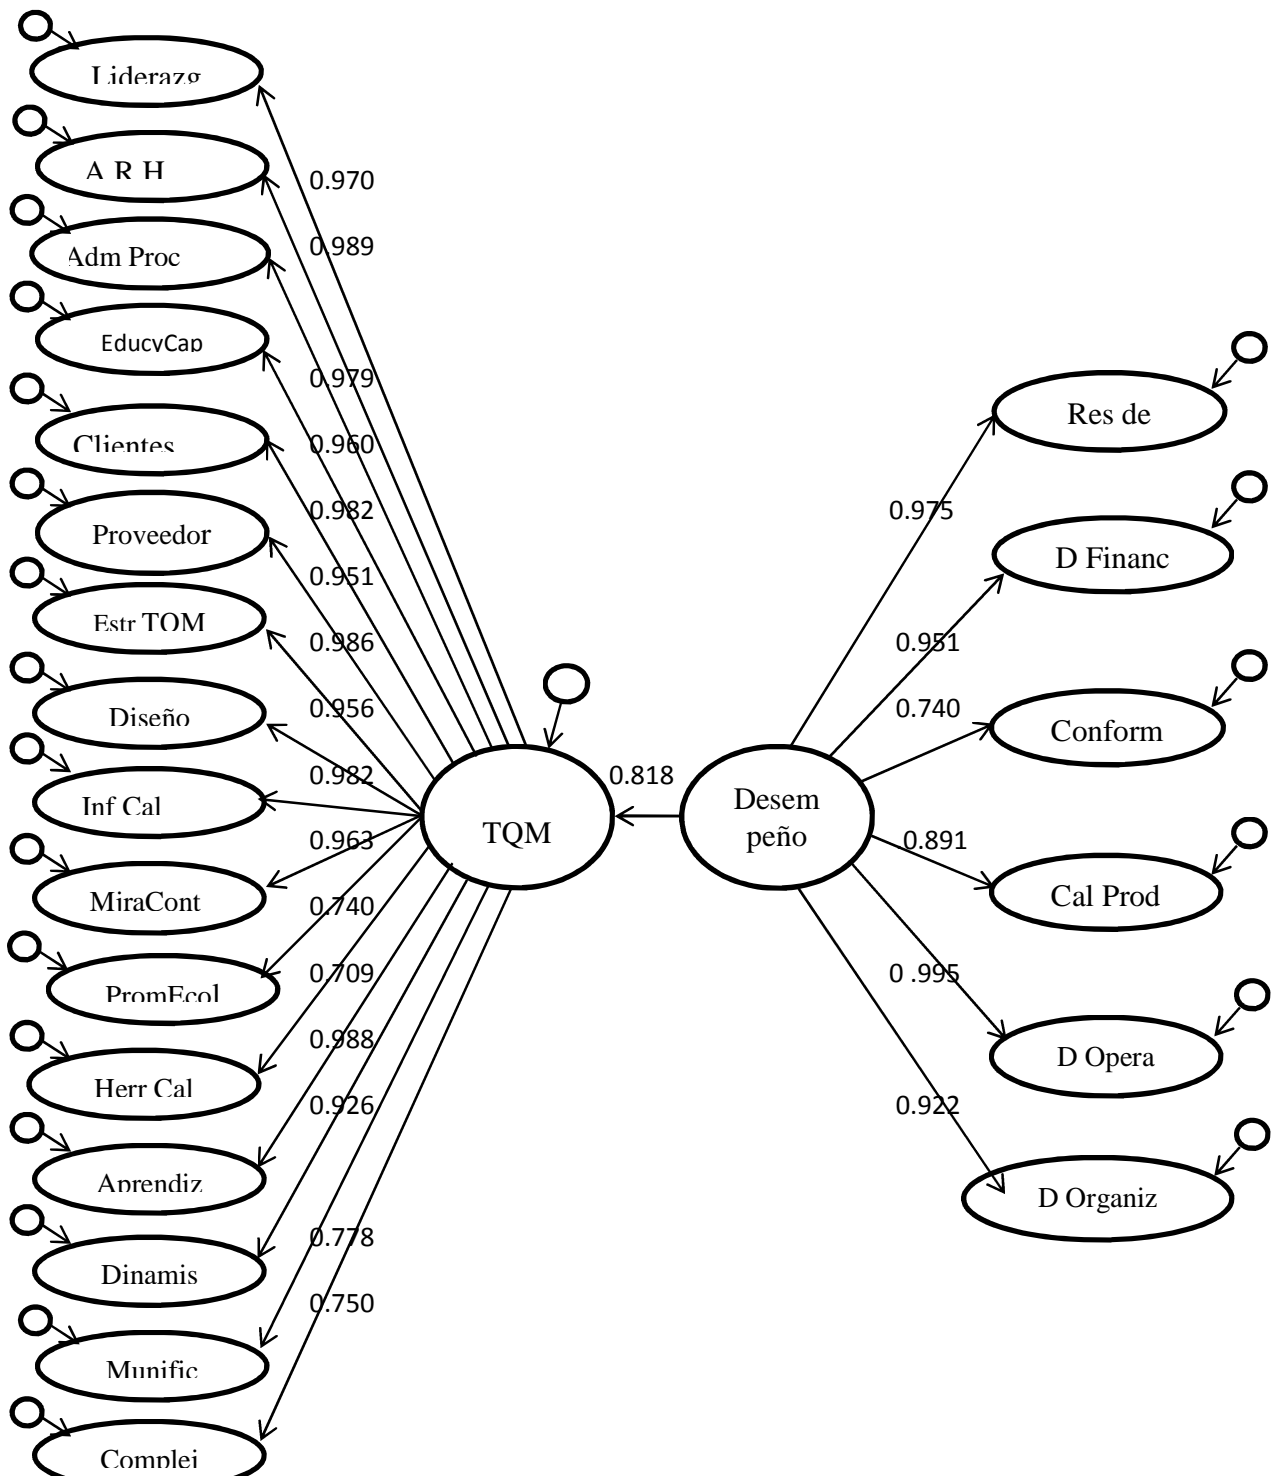 Liderazg
A R H
Adm Proc
EducyCap
Clientes
Proveedor
Estr TQM
Diseño
Inf Cal
MiraCont
PromEcol
Herr Cal
Aprendiz
Dinamis
Munific
Complej
0.970
0.989
0.979
0.960
0.982
0.951
0.986
0.956
0.982
0.963
0.740
0.709
0.988
0.926
0.778
0.750
TQM
0.818
Desem
peño
0.975
0.951
0.740
0.891
0 .995
0.922
Res de
D Financ
Conform
Cal Prod
D Opera
D Organiz